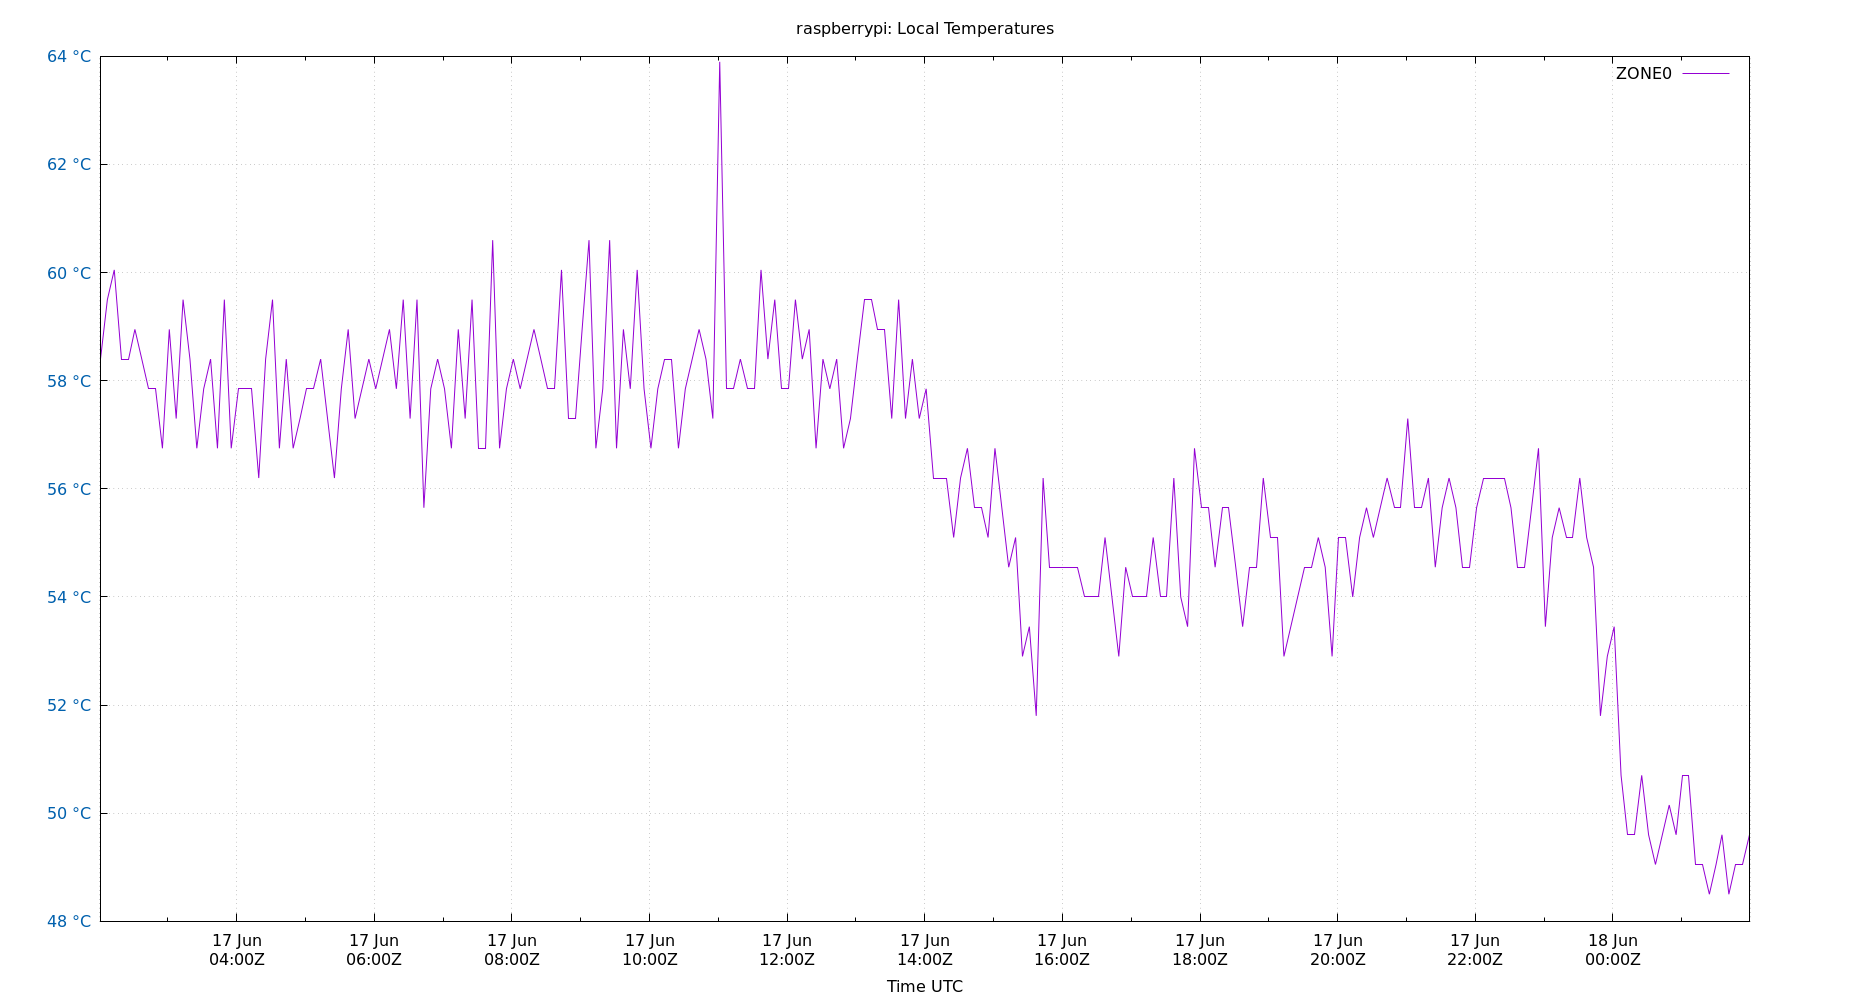 raspberrypi: Local Temperatures
64 °C
ZONE0
62 °C
60 °C
58 °C
56 °C
54 °C
52 °C
50 °C
48 °C
17 Jun 17 Jun 17 Jun 17 Jun 17 Jun 17 Jun 17 Jun 17 Jun 17 Jun 17 Jun 18 Jun
04:00Z 06:00Z 08:00Z 10:00Z 12:00Z 14:00Z 16:00Z 18:00Z 20:00Z 22:00Z 00:00Z
Time UTC